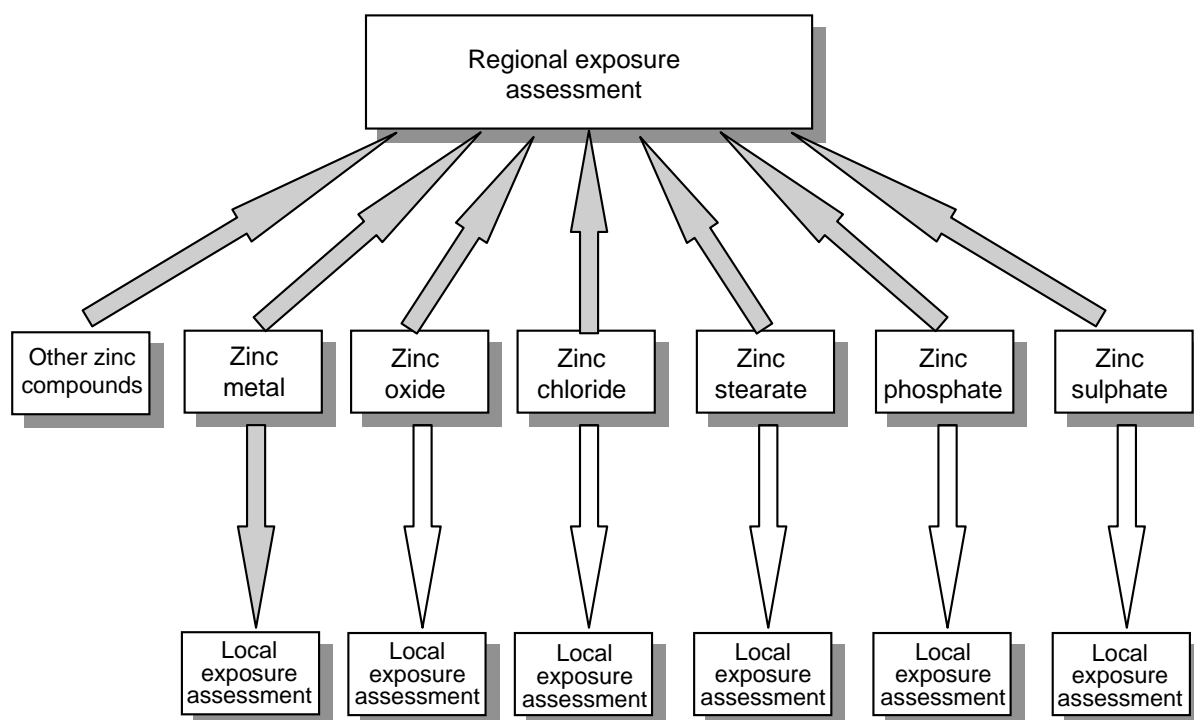 Regional exposure
assessment
Other zinc
compounds
Zinc
metal
Zinc
oxide
Zinc
chloride
Zinc
stearate
Zinc
phosphate
Zinc
sulphate
Local
exposure
assessment
Local
exposure
assessment
Local
exposure
assessment
Local
exposure
assessment
Local
exposure
assessment
Local
exposure
assessment